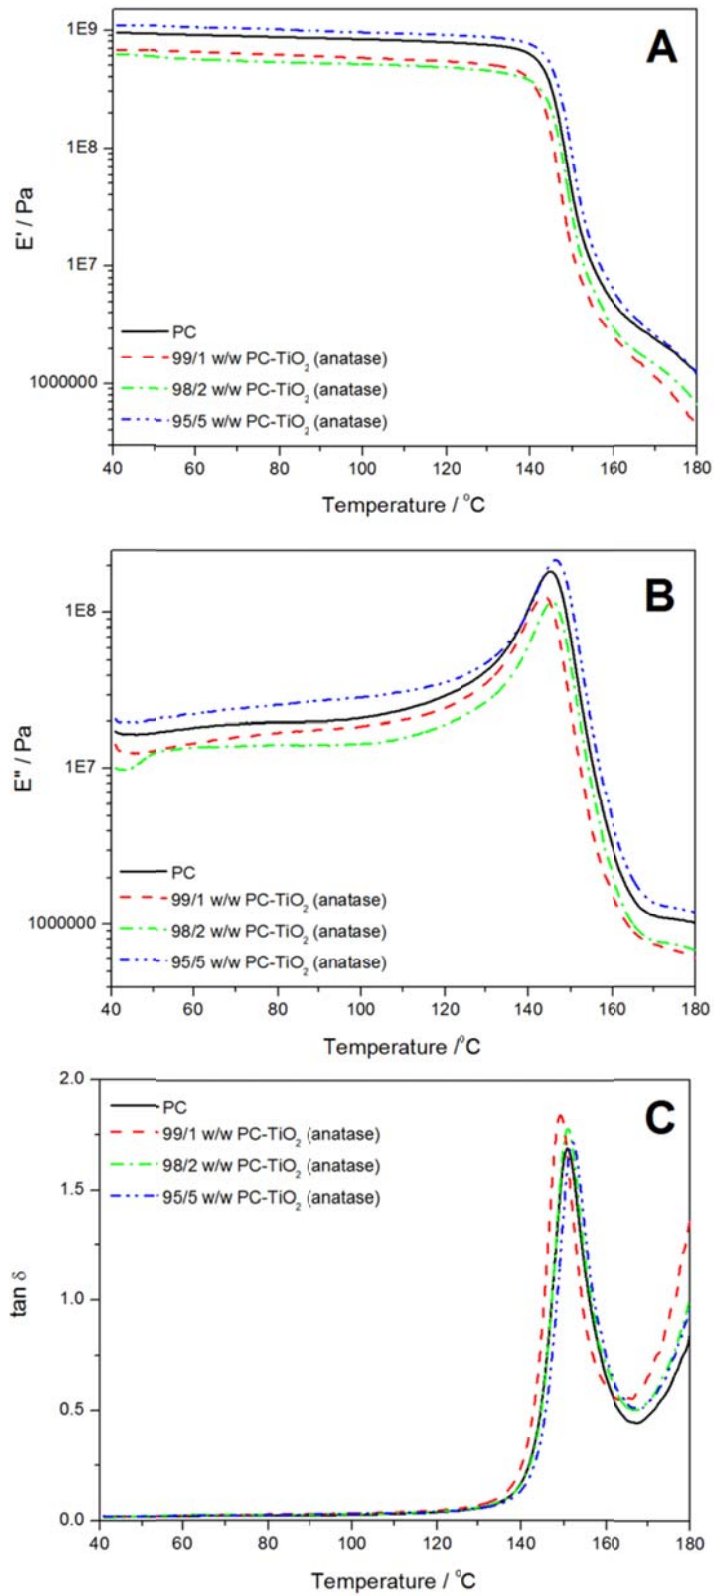 A
1E9
1E8
1E7
1000000
E' / Pa
PC
99/1 w/w PC-TiO2 (anatase)
98/2 w/w PC-TiO2 (anatase)
95/5 w/w PC-TiO2 (anatase)
40 60 80 100 120 140 160 180
Temperature / °C
B
1E8
1E7
1000000
E" / Pa
PC
99/1 w/w PC-TiO2 (anatase)
98/2 w/w PC-TiO2 (anatase)
95/5 w/w PC-TiO2 (anatase)
40 60 80 100 120 140 160 180
Temperature /°C
C
2.0
1.5
1.0
0.5
0.0
tan δ
PC
99/1 w/w PC-TiO2 (anatase)
98/2 w/w PC-TiO2 (anatase)
95/5 w/w PC-TiO2 (anatase)
40 60 80 100 120 140 160 180
Temperature / °C